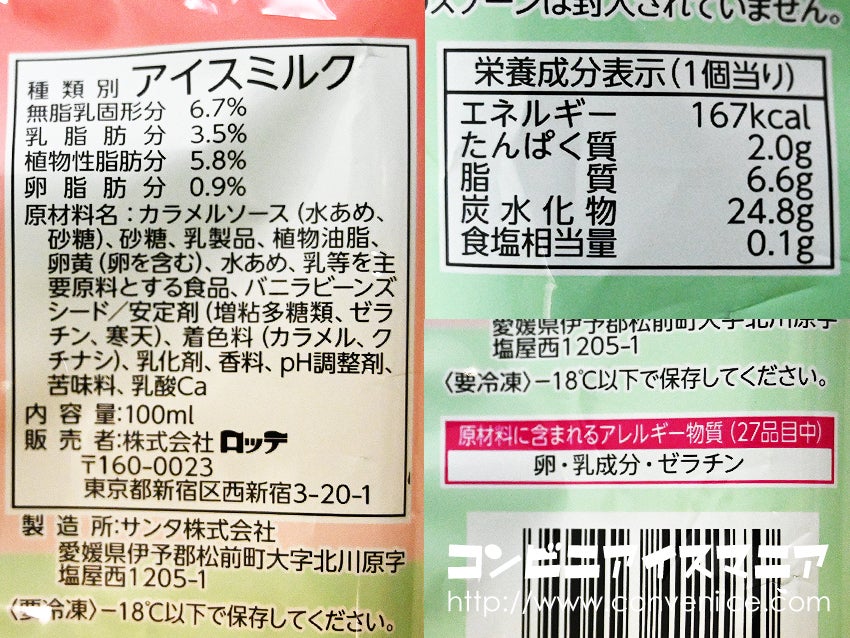 種類別 アイスミルク
無脂乳固形分 6.7%
乳脂肪分 3.5%
植物性脂肪分 5.8%
卵脂肪分 0.9%
原材料名：カラメルソース（水あめ、
砂糖）、砂糖、乳製品、植物油脂、
卵黄（卵を含む）、水あめ、乳等を主
要原料とする食品、バニラビーンズ
シード／安定剤（増粘多糖類、ゼラ
チン、寒天）、着色料（カラメル、ク
チナシ）、乳化剤、香料、pH調整剤、
苦味料、乳酸Ca
内容量：100ml
販売者：株式会社 ロッテ
〒160-0023
東京都新宿区西新宿3-20-1
製造所：サンタ株式会社
愛媛県伊予郡松前町大字北川原字
塩屋西1205-1
〈要冷凍〉−18℃以下で保存してください。
は封入されていません。
栄養成分表示（1個当り）
エネルギー 167kcal
たんぱく質 2.0g
脂質 6.6g
炭水化物 24.8g
食塩相当量 0.1g
愛媛県伊予郡松前町大字北川原字
塩屋西1205-1
〈要冷凍〉−18℃以下で保存してください。
原材料に含まれるアレルギー物質（27品目中）
卵・乳成分・ゼラチン
コンビニアイスマニア
http://www.conveniice.com